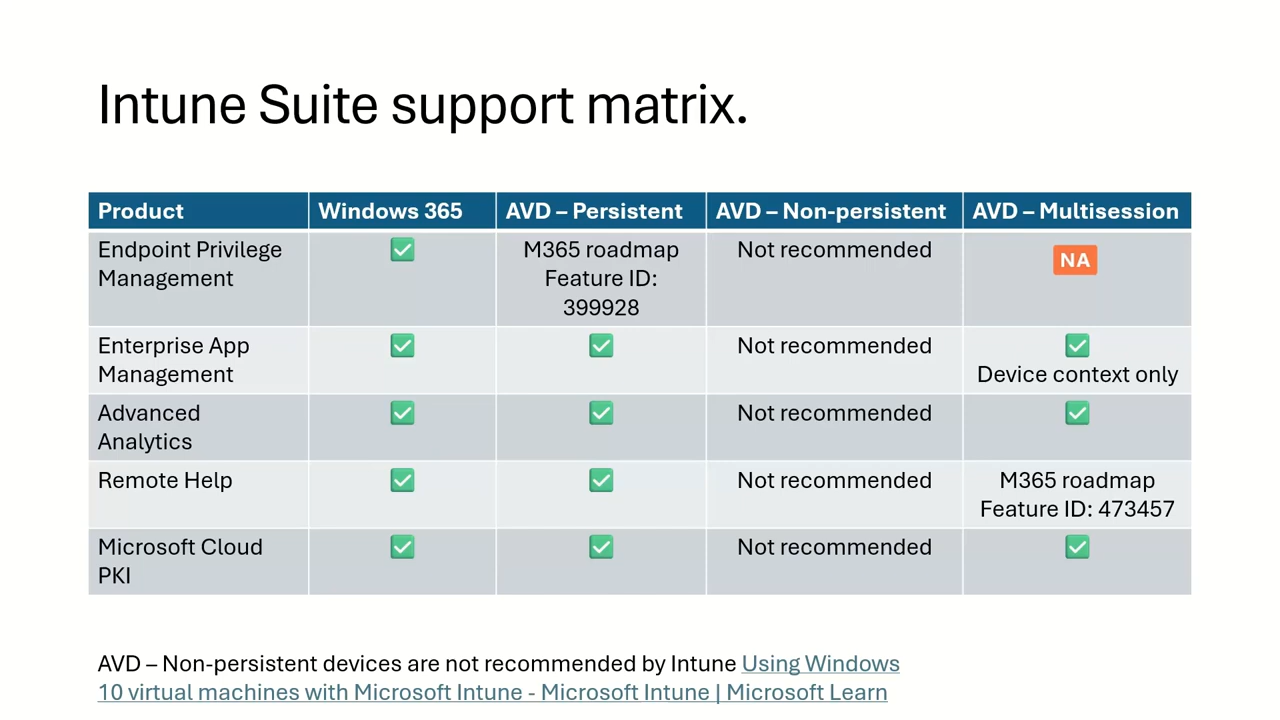 Intune Suite support matrix.
Product Windows 365 AVD – Persistent AVD – Non-persistent AVD – Multisession
Endpoint Privilege
Management
✅
M365 roadmap
Feature ID:
399928
Not recommended
NA
Enterprise App
Management
✅
✅
Not recommended
✅
Device context only
Advanced
Analytics
✅
✅
Not recommended
✅
Remote Help
✅
✅
Not recommended
M365 roadmap
Feature ID: 473457
Microsoft Cloud
PKI
✅
✅
Not recommended
✅
AVD – Non-persistent devices are not recommended by Intune Using Windows
10 virtual machines with Microsoft Intune - Microsoft Intune | Microsoft Learn